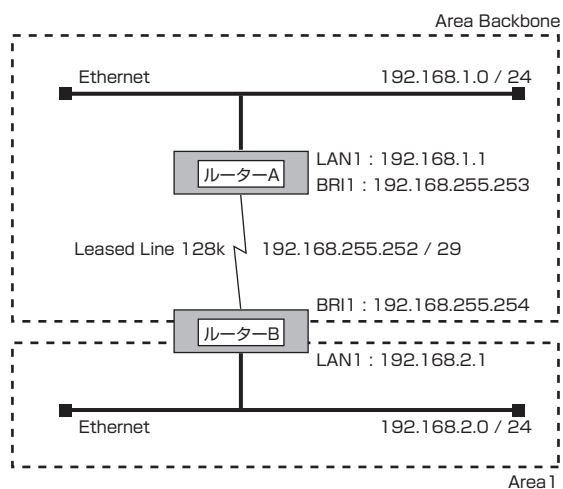 Area Backbone
Ethernet 192.168.1.0 / 24
LAN1 : 192.168.1.1
ルーターA
BRI1 : 192.168.255.253
Leased Line 128k 192.168.255.252 / 29
BRI1 : 192.168.255.254
ルーターB
LAN1 : 192.168.2.1
Ethernet 192.168.2.0 / 24
Area1